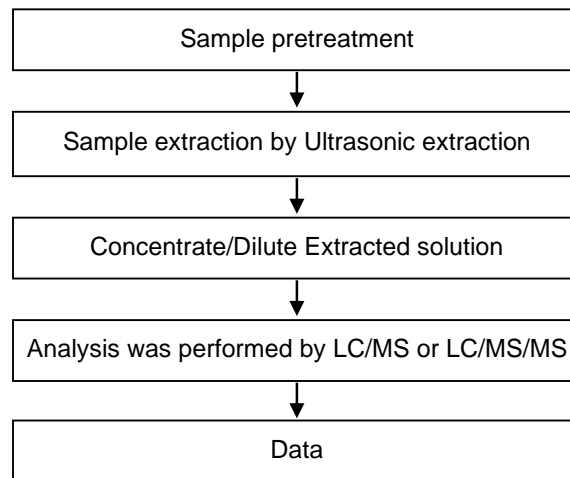 Sample pretreatment
Sample extraction by Ultrasonic extraction
Concentrate/Dilute Extracted solution
Analysis was performed by LC/MS or LC/MS/MS
Data